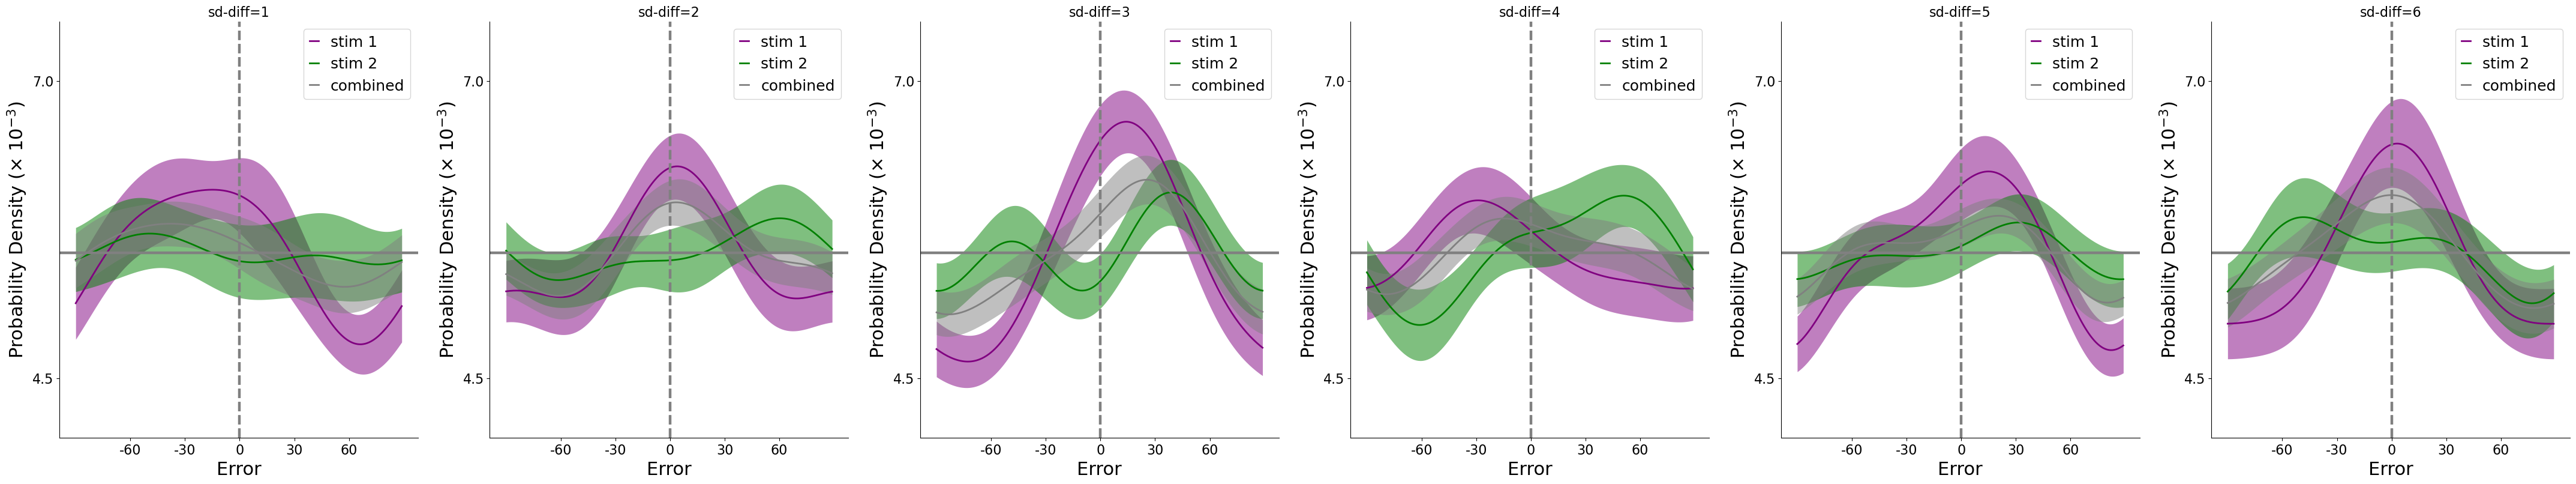 sd-diff=1
7.0
4.5
Probability Density (× 10⁻³)
stim 1
stim 2
combined
-60 -30 0 30 60
Error
sd-diff=2
7.0
4.5
Probability Density (× 10⁻³)
stim 1
stim 2
combined
-60 -30 0 30 60
Error
sd-diff=3
7.0
4.5
Probability Density (× 10⁻³)
stim 1
stim 2
combined
-60 -30 0 30 60
Error
sd-diff=4
7.0
4.5
Probability Density (× 10⁻³)
stim 1
stim 2
combined
-60 -30 0 30 60
Error
sd-diff=5
7.0
4.5
Probability Density (× 10⁻³)
stim 1
stim 2
combined
-60 -30 0 30 60
Error
sd-diff=6
7.0
4.5
Probability Density (× 10⁻³)
stim 1
stim 2
combined
-60 -30 0 30 60
Error